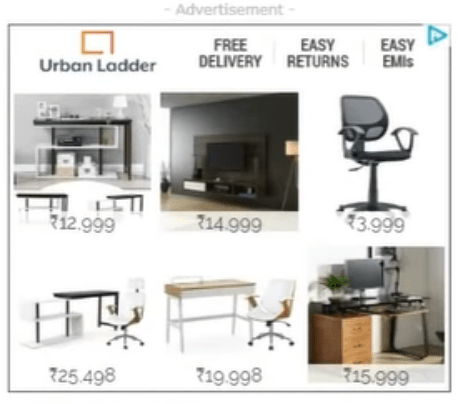 - Advertisement -
Urban Ladder
FREE DELIVERY
EASY RETURNS
EASY EMIs
₹12,999
₹14,999
₹3,999
₹25,498
₹19,998
₹15,999